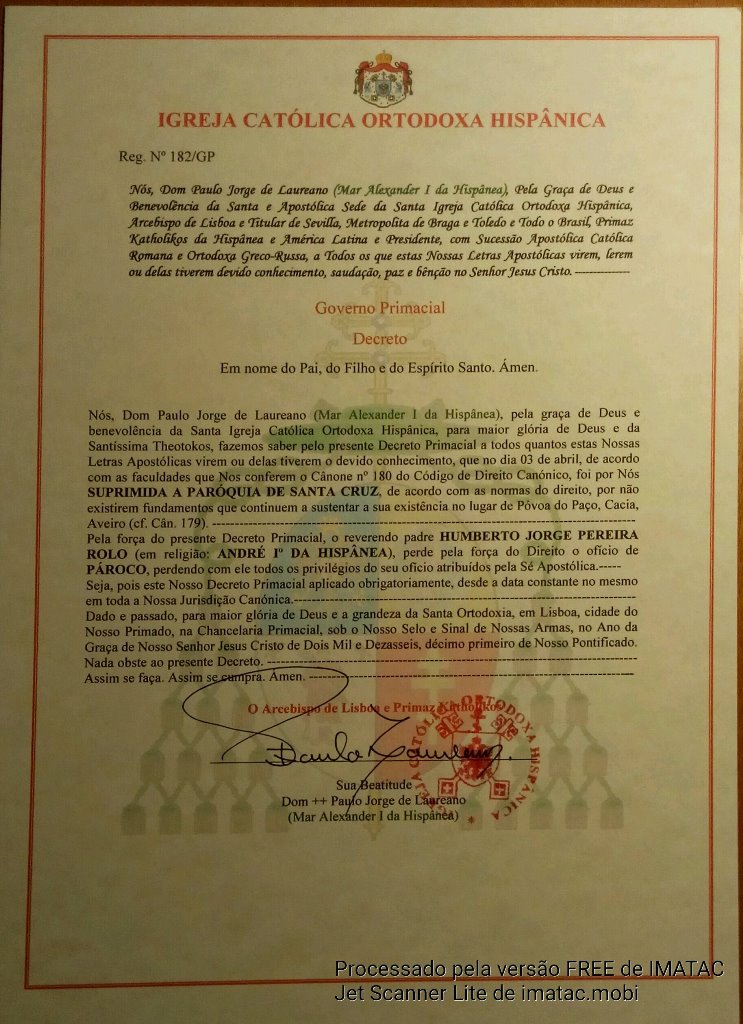 IGREJA CATÓLICA ORTODOXA HISPÂNICA
Reg. Nº 182/GP
Nós, Dom Paulo Jorge de Laureano (Mar Alexander I da Hispânea), Pela Graça de Deus e
Benevolência da Santa e Apostólica Sede da Santa Igreja Católica Ortodoxa Hispânica,
Arcebispo de Lisboa e Titular de Sevilla, Metropolita de Braga e Toledo e Todo o Brasil, Primaz
Katholikos da Hispânea e América Latina e Presidente, com Sucessão Apostólica Católica
Romana e Ortodoxa Greco-Russa, a Todos os que estas Nossas Letras Apostólicas virem, lerem
ou delas tiverem devido conhecimento, saudação, paz e bênção no Senhor Jesus Cristo. ---------------
Governo Primacial
Decreto
Em nome do Pai, do Filho e do Espírito Santo. Ámen.
Nós, Dom Paulo Jorge de Laureano (Mar Alexander I da Hispânea), pela graça de Deus e
benevolência da Santa Igreja Católica Ortodoxa Hispânica, para maior glória de Deus e da
Santíssima Theotokos, fazemos saber pelo presente Decreto Primacial a todos quantos estas Nossas
Letras Apostólicas virem ou delas tiverem o devido conhecimento, que no dia 03 de abril, de acordo
com as faculdades que Nos conferem o Cânone nº 180 do Código de Direito Canónico, foi por Nós
SUPRIMIDA A PARÓQUIA DE SANTA CRUZ, de acordo com as normas do direito, por não
existirem fundamentos que continuem a sustentar a sua existência no lugar de Póvoa do Paço, Cacia,
Aveiro (cf. Cân. 179). ------------------------------------------------------------------------------------
Pela força do presente Decreto Primacial, o reverendo padre HUMBERTO JORGE PEREIRA
ROLO (em religião: ANDRÉ Iº DA HISPÂNEA), perde pela força do Direito o ofício de
PÁROCO, perdendo com ele todos os privilégios do seu ofício atribuídos pela Sé Apostólica.-----
Seja, pois este Nosso Decreto Primacial aplicado obrigatoriamente, desde a data constante no mesmo
em toda a Nossa Jurisdição Canónica.--------------------------------------------------------------------
Dado e passado, para maior glória de Deus e a grandeza da Santa Ortodoxia, em Lisboa, cidade do
Nosso Primado, na Chancelaria Primacial, sob o Nosso Selo e Sinal de Nossas Armas, no Ano da
Graça de Nosso Senhor Jesus Cristo de Dois Mil e Dezasseis, décimo primeiro de Nosso Pontificado.
Nada obste ao presente Decreto. --------------------------------------------------------------------------
Assim se faça. Assim se cumpra. Ámen. ----------------------------------------------------------------
O Arcebispo de Lisboa e Primaz Katholikos
IGREJA CATÓLICA ORTODOXA HISPÂNICA
Paulo Laureano.
Sua Beatitude
Dom ++ Paulo Jorge de Laureano
(Mar Alexander I da Hispânea)
Processado pela versão FREE de IMATAC
Jet Scanner Lite de imatac.mobi